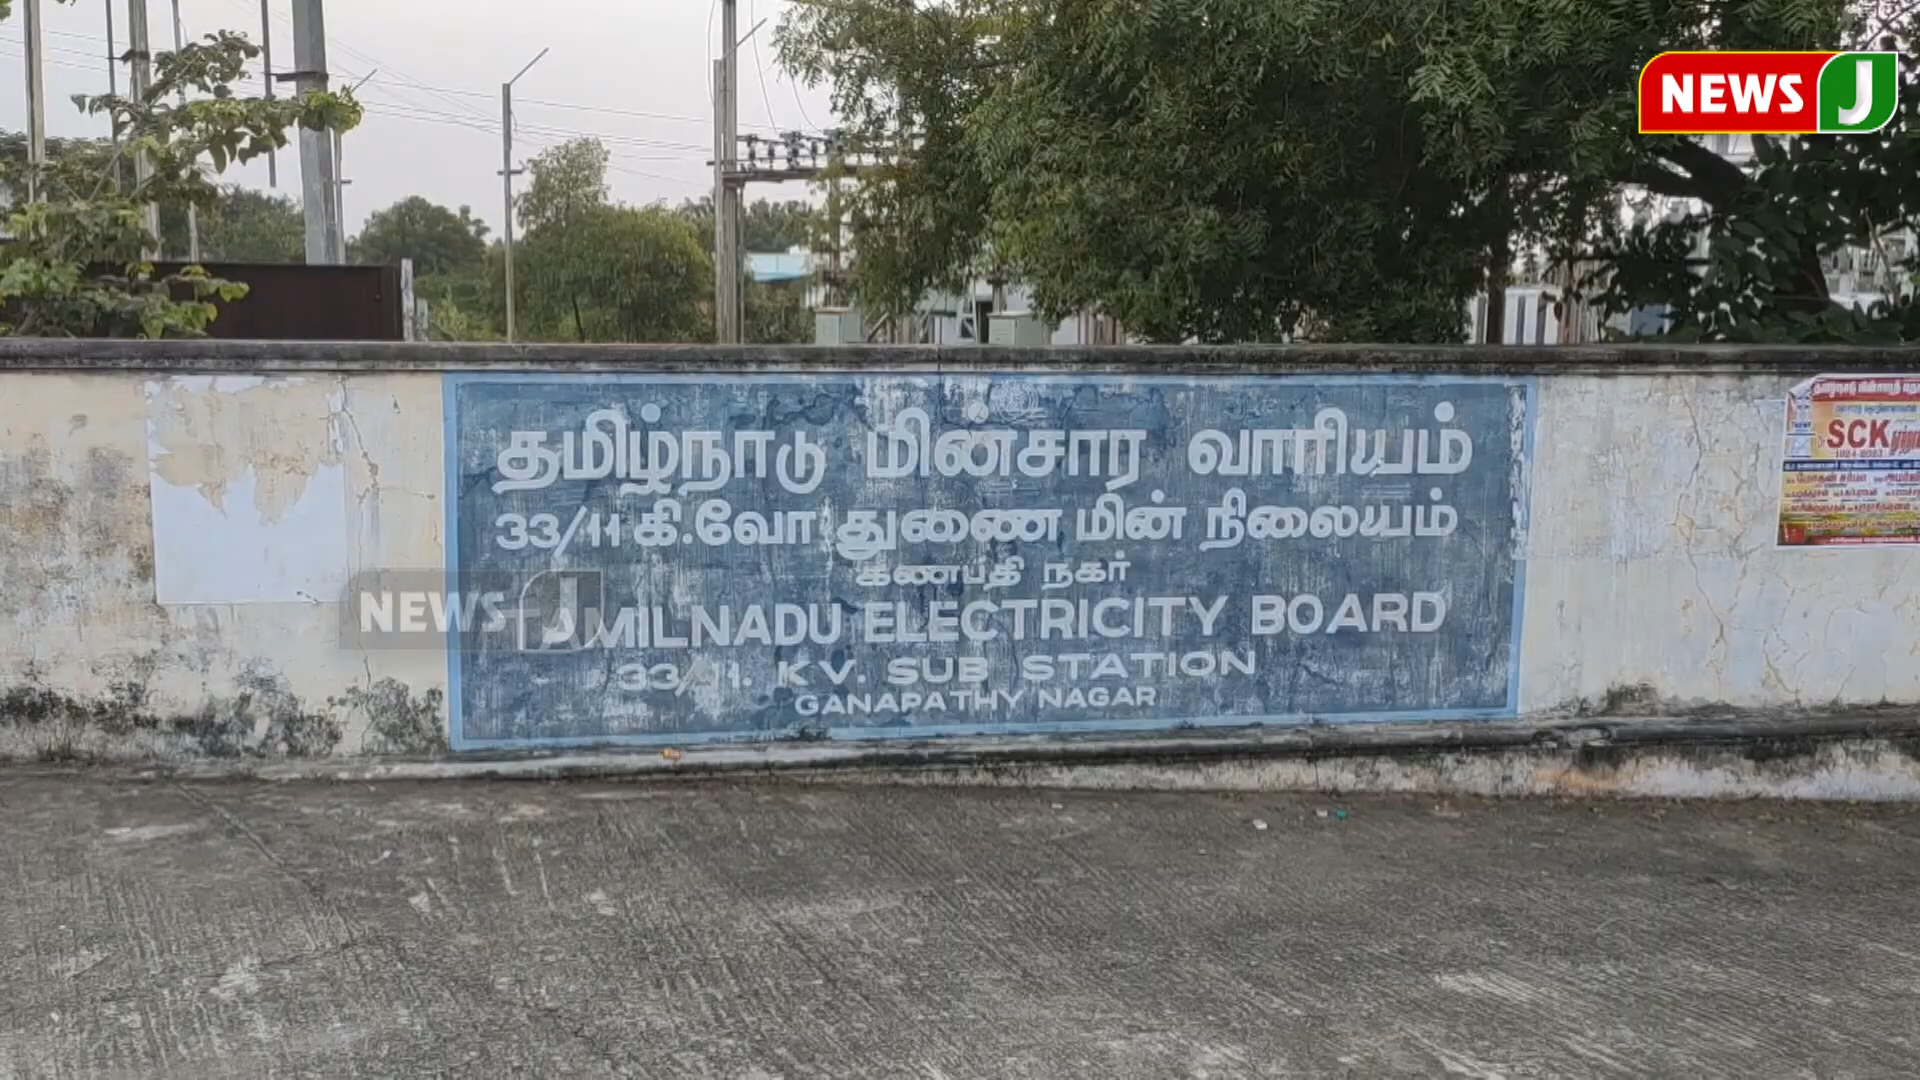 NEWS J
தமிழ்நாடு மின்சார வாரியம்
33/11 கி.வோ துணை மின் நிலையம்
கணபதி நகர்
TAMILNADU ELECTRICITY BOARD
33/11. KV. SUB STATION
GANAPATHY NAGAR
NEWS J
SCK